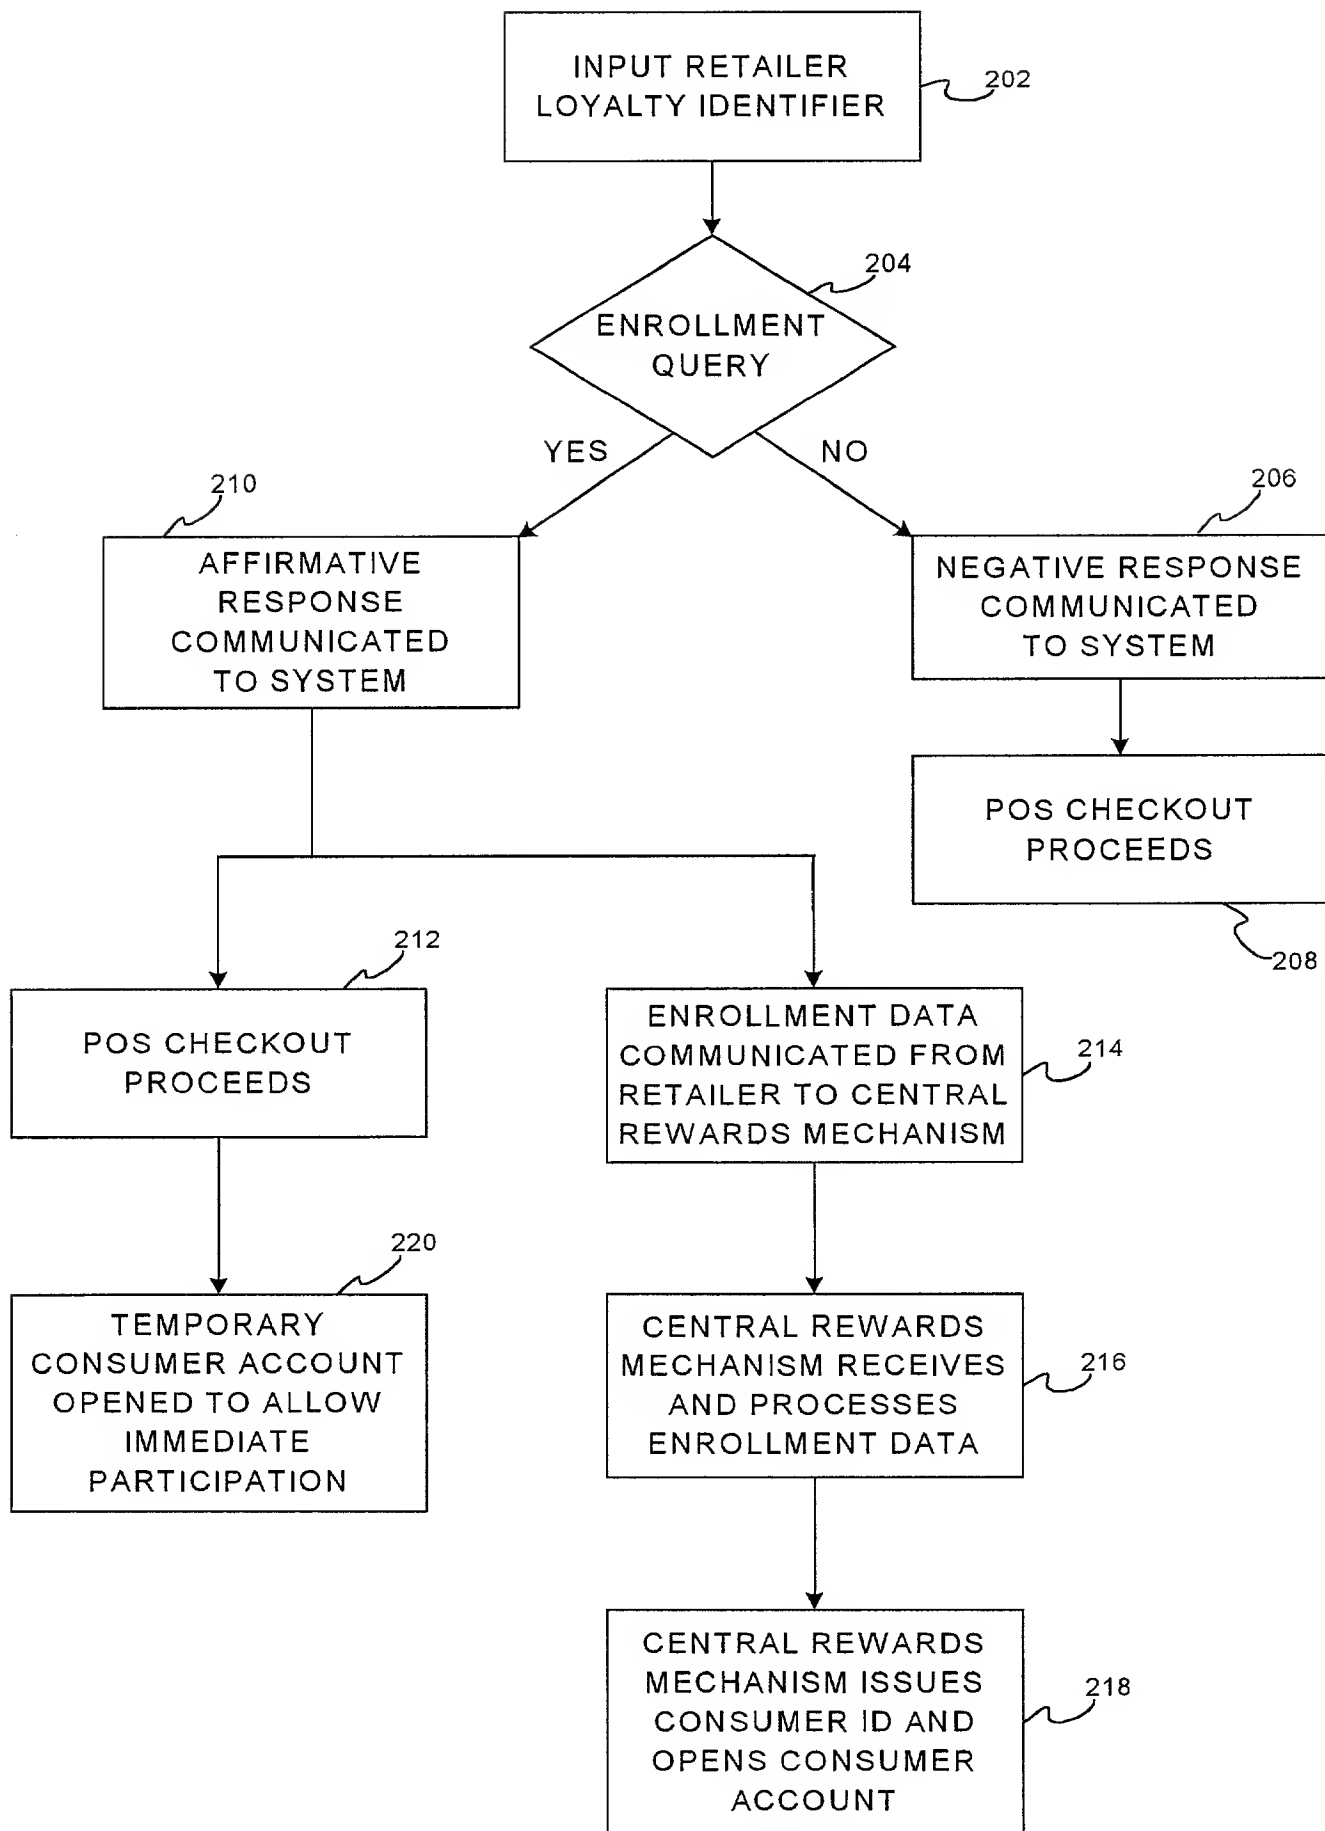 INPUT RETAILER
LOYALTY IDENTIFIER
202
204
ENROLLMENT
QUERY
YES
NO
210
206
AFFIRMATIVE
RESPONSE
COMMUNICATED
TO SYSTEM
NEGATIVE RESPONSE
COMMUNICATED
TO SYSTEM
POS CHECKOUT
PROCEEDS
208
212
POS CHECKOUT
PROCEEDS
ENROLLMENT DATA
COMMUNICATED FROM
RETAILER TO CENTRAL
REWARDS MECHANISM
214
220
TEMPORARY
CONSUMER ACCOUNT
OPENED TO ALLOW
IMMEDIATE
PARTICIPATION
CENTRAL REWARDS
MECHANISM RECEIVES
AND PROCESSES
ENROLLMENT DATA
216
CENTRAL REWARDS
MECHANISM ISSUES
CONSUMER ID AND
OPENS CONSUMER
ACCOUNT
218